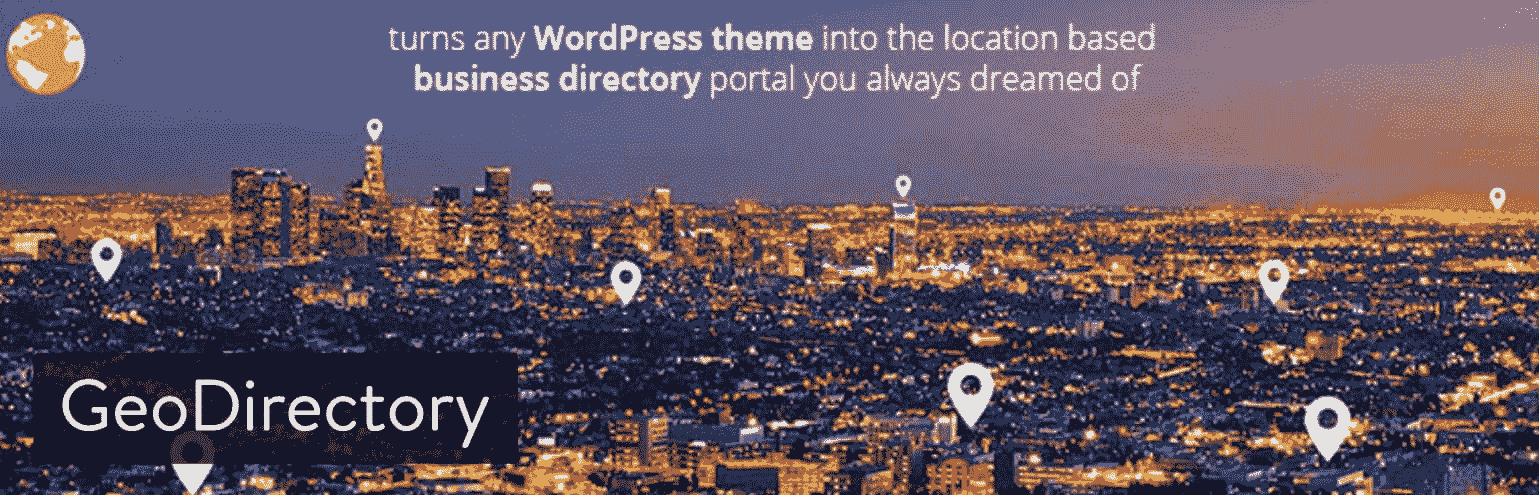 turns any WordPress theme into the location based
business directory portal you always dreamed of
GeoDirectory